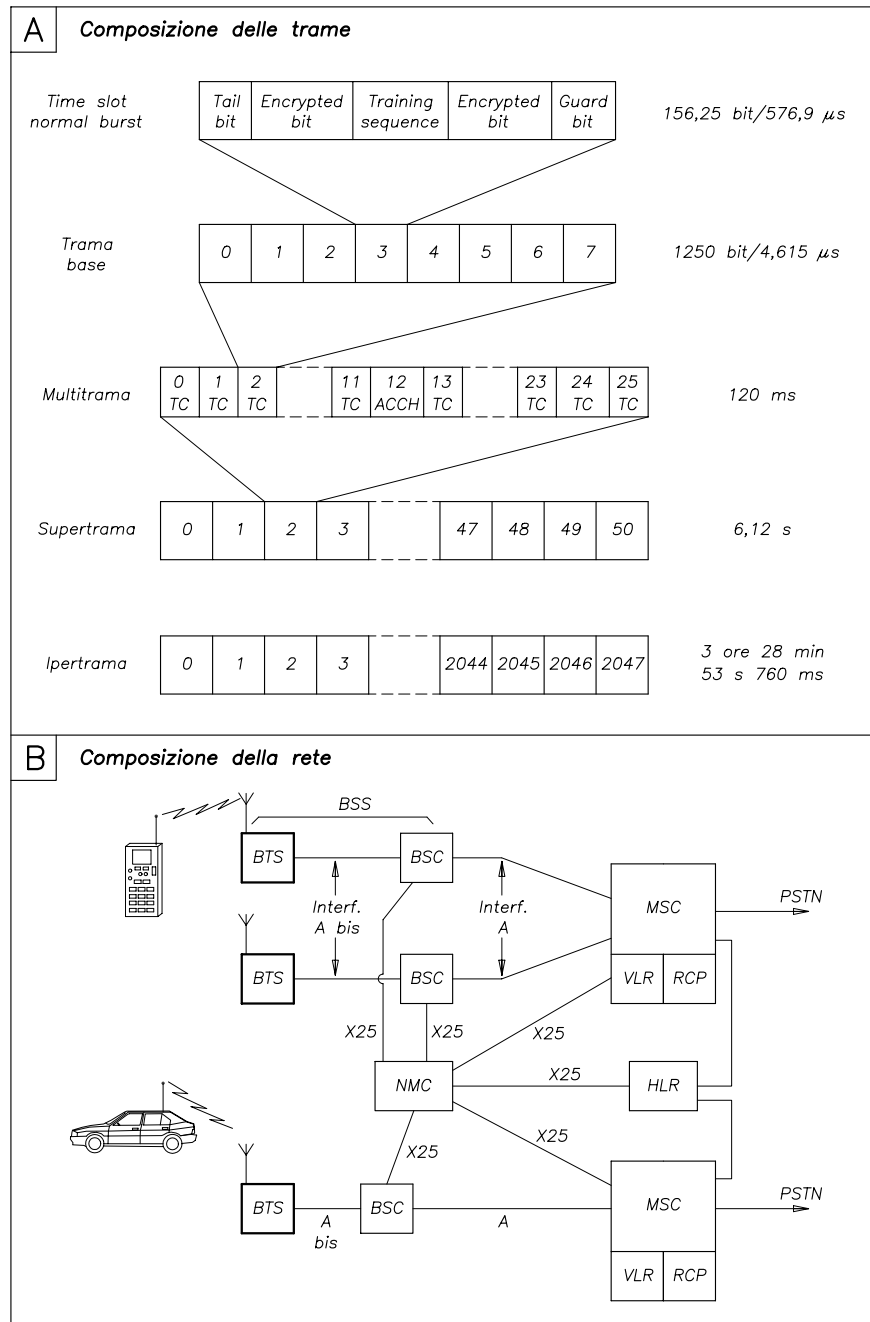 A
Composizione delle trame
Time slot
normal burst
Tail
bit
Encrypted
bit
Training
sequence
Encrypted
bit
Guard
bit
156,25 bit/576,9 μs
Trama
base
0 1 2 3 4 5 6 7
1250 bit/4,615 μs
Multitrama
0
TC
1
TC
2
TC
11
TC
12
ACCH
13
TC
23
TC
24
TC
25
TC
120 ms
Supertrama
0 1 2 3 47 48 49 50
6,12 s
Ipertrama
0 1 2 3 2044 2045 2046 2047
3 ore 28 min
53 s 760 ms
B
Composizione della rete
BSS
BTS
BSC
Interf.
A bis
Interf.
A
MSC
PSTN
BTS
BSC
VLR
RCP
X25
X25
X25
NMC
X25
HLR
X25
X25
BTS
A
bis
BSC
A
MSC
PSTN
VLR
RCP